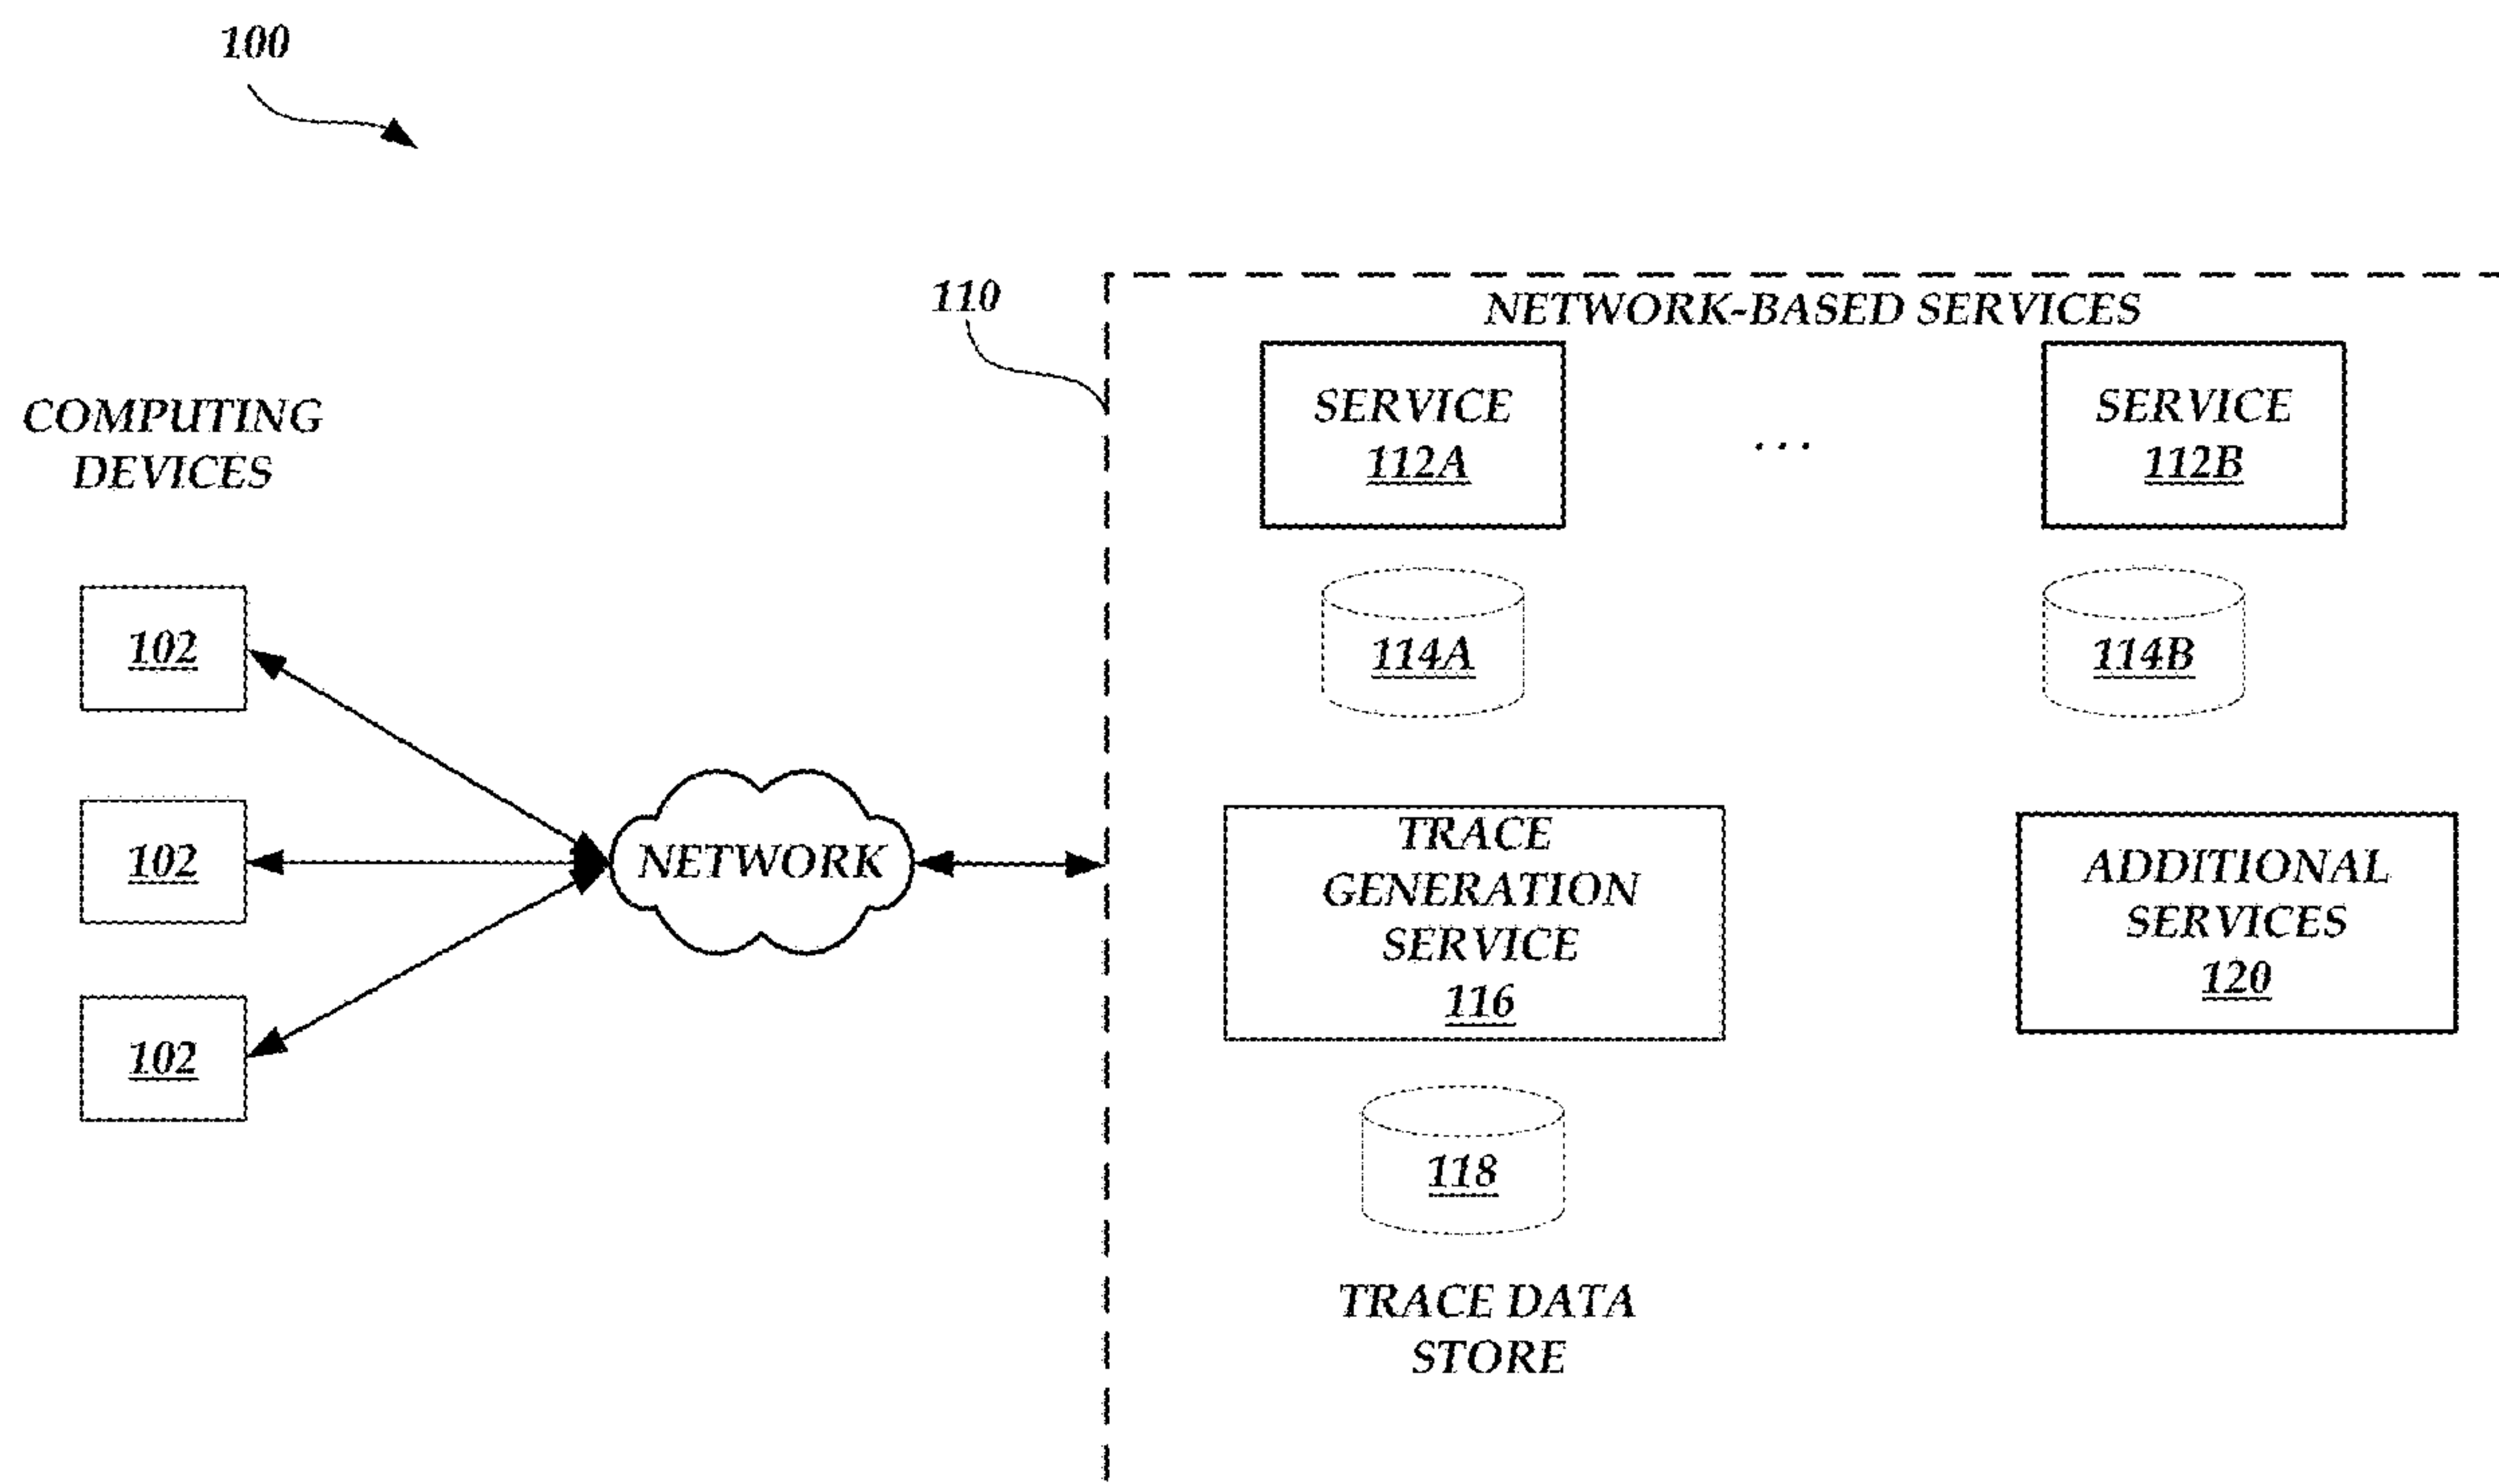 100
110
NETWORK-BASED SERVICES
COMPUTING
DEVICES
SERVICE
112A
...
SERVICE
112B
102
114A
114B
102
NETWORK
TRACE
GENERATION
SERVICE
116
ADDITIONAL
SERVICES
120
102
118
TRACE DATA
STORE